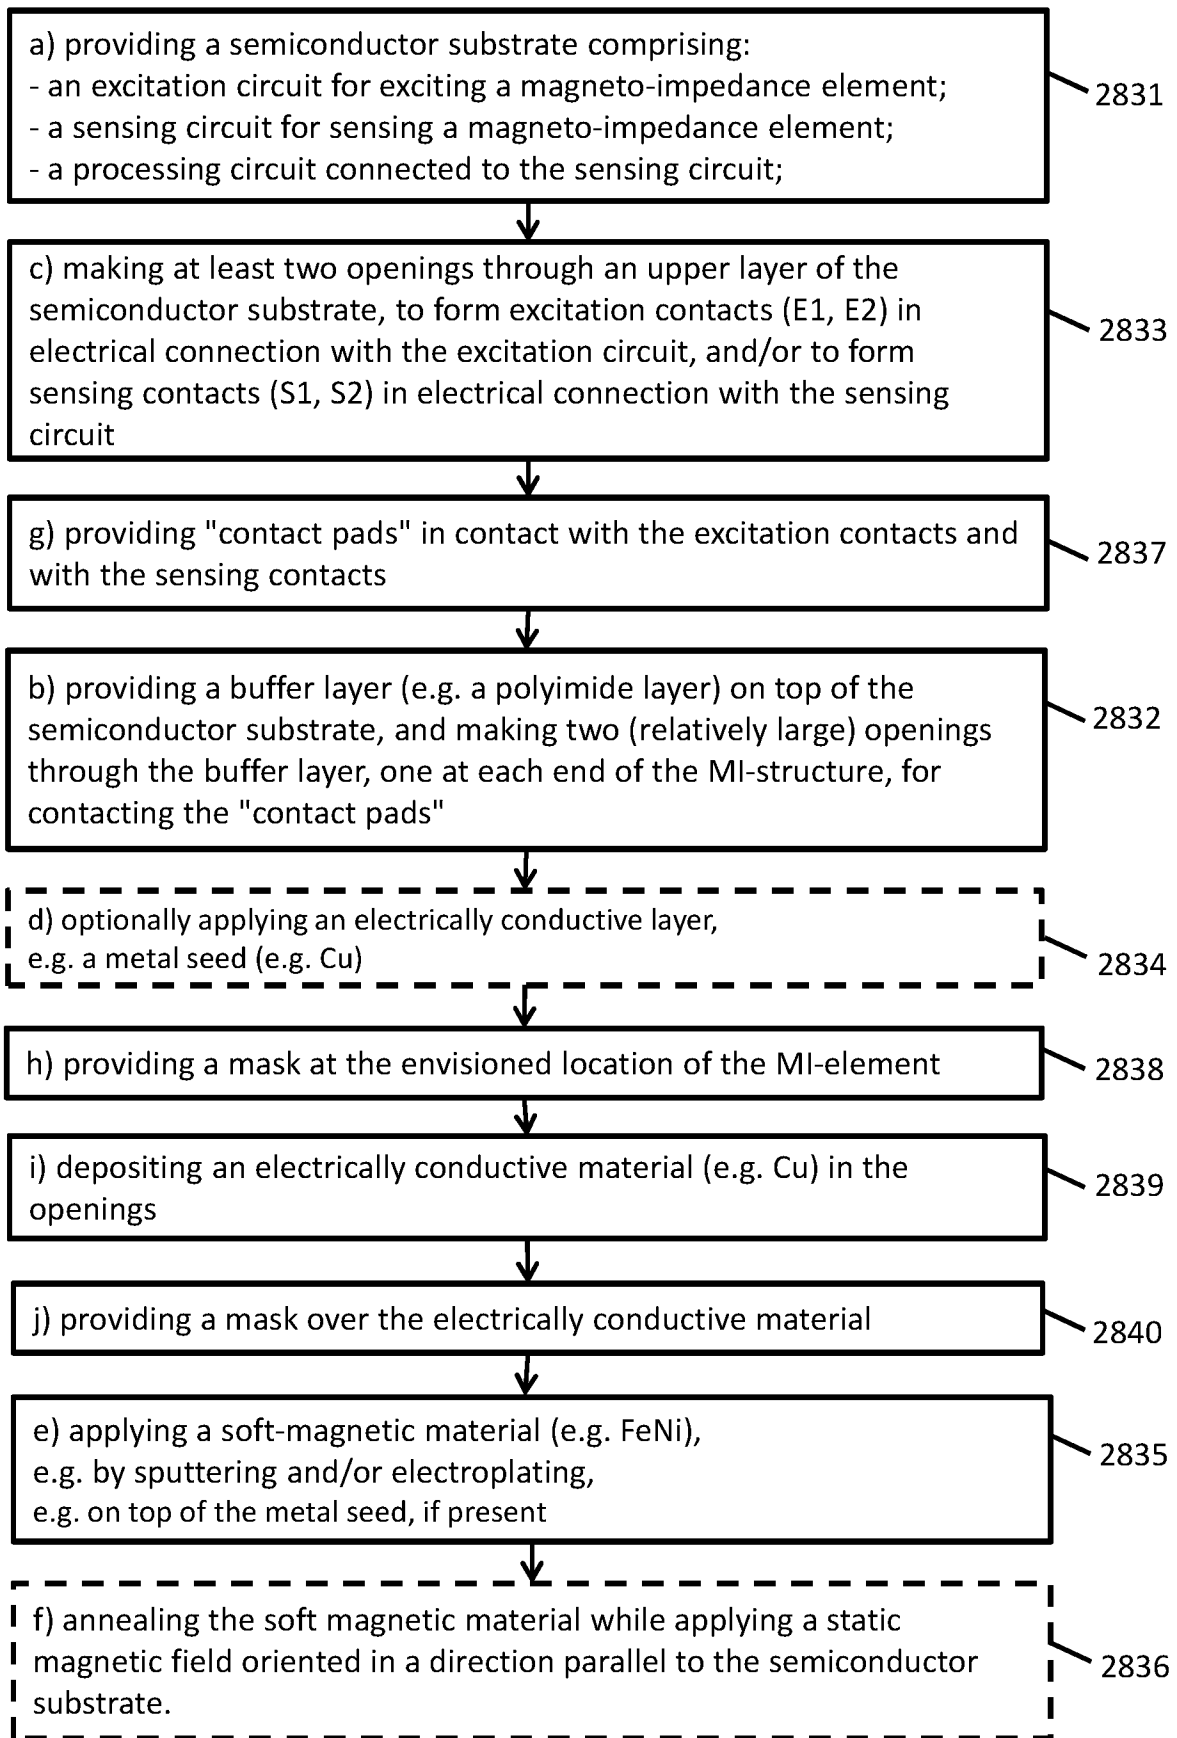 a) providing a semiconductor substrate comprising:
- an excitation circuit for exciting a magneto-impedance element;
- a sensing circuit for sensing a magneto-impedance element;
- a processing circuit connected to the sensing circuit;
2831
c) making at least two openings through an upper layer of the
semiconductor substrate, to form excitation contacts (E1, E2) in
electrical connection with the excitation circuit, and/or to form
sensing contacts (S1, S2) in electrical connection with the sensing
circuit
2833
g) providing "contact pads" in contact with the excitation contacts and
with the sensing contacts
2837
b) providing a buffer layer (e.g. a polyimide layer) on top of the
semiconductor substrate, and making two (relatively large) openings
through the buffer layer, one at each end of the MI-structure, for
contacting the "contact pads"
2832
d) optionally applying an electrically conductive layer,
e.g. a metal seed (e.g. Cu)
2834
h) providing a mask at the envisioned location of the MI-element
2838
i) depositing an electrically conductive material (e.g. Cu) in the
openings
2839
j) providing a mask over the electrically conductive material
2840
e) applying a soft-magnetic material (e.g. FeNi),
e.g. by sputtering and/or electroplating,
e.g. on top of the metal seed, if present
2835
f) annealing the soft magnetic material while applying a static
magnetic field oriented in a direction parallel to the semiconductor
substrate.
2836